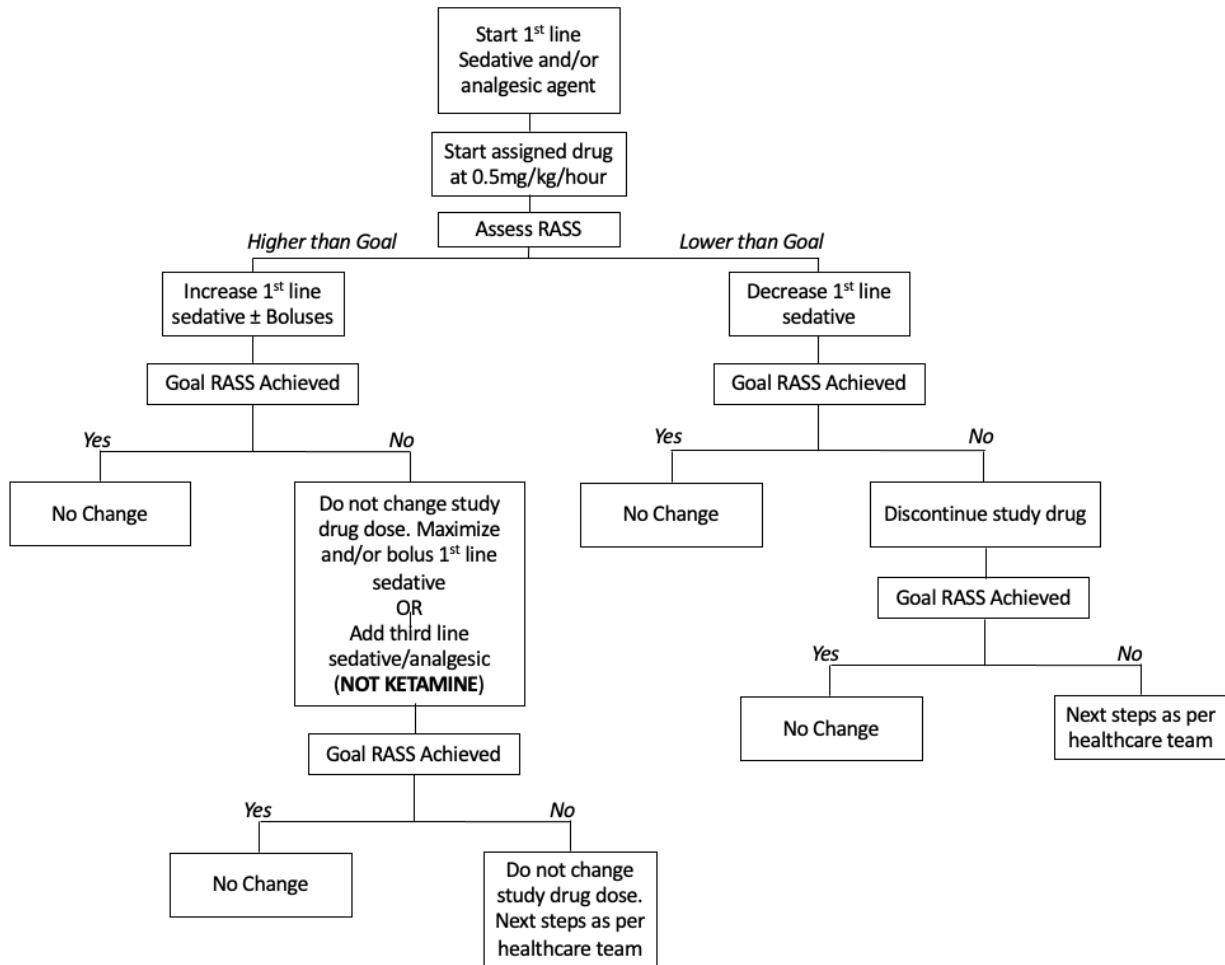 Start 1st line
Sedative and/or
analgesic agent
Start assigned drug
at 0.5mg/kg/hour
Assess RASS
Higher than Goal
Lower than Goal
Increase 1st line
sedative ± Boluses
Decrease 1st line
sedative
Goal RASS Achieved
Goal RASS Achieved
Yes
No
Yes
No
No Change
Do not change study
drug dose. Maximize
and/or bolus 1st line
sedative
OR
Add third line
sedative/analgesic
(NOT KETAMINE)
No Change
Discontinue study drug
Goal RASS Achieved
Yes
No
No Change
Next steps as per
healthcare team
Goal RASS Achieved
Yes
No
No Change
Do not change
study drug dose.
Next steps as per
healthcare team